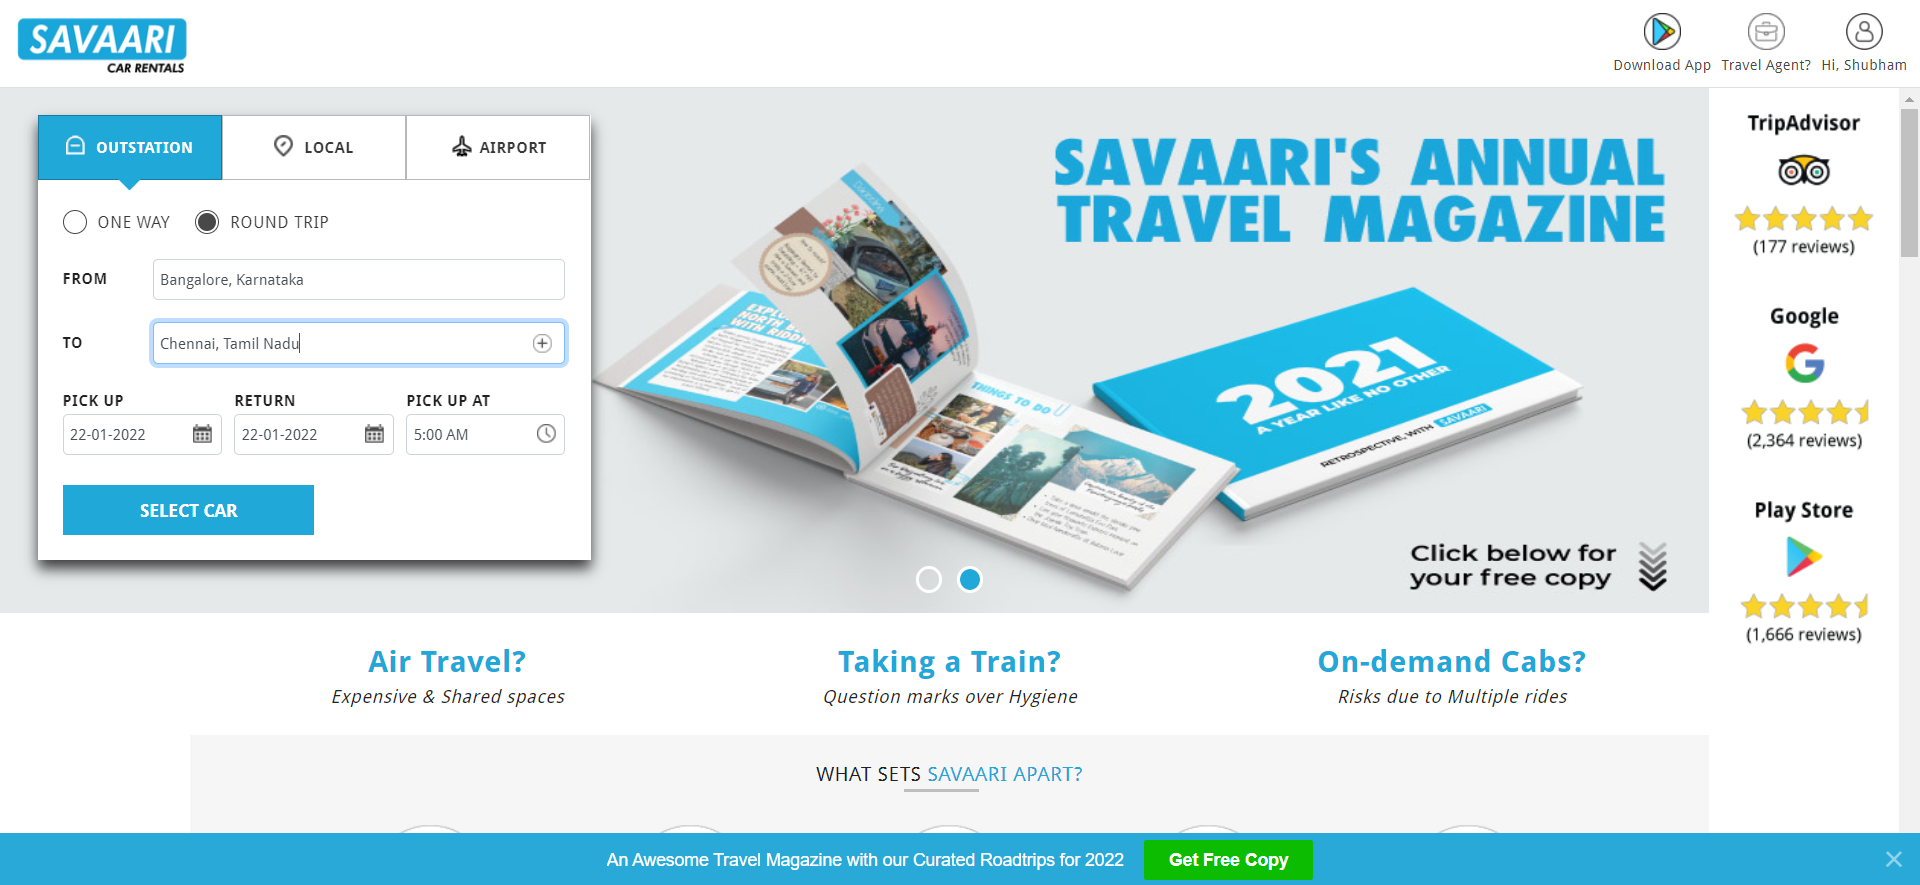 SAVAARI
CAR RENTALS
Download App
Travel Agent?
Hi, Shubham
OUTSTATION
LOCAL
AIRPORT
ONE WAY
ROUND TRIP
FROM
Bangalore, Karnataka
TO
Chennai, Tamil Nadu
PICK UP
RETURN
PICK UP AT
22-01-2022
22-01-2022
5:00 AM
SELECT CAR
SAVAARI'S ANNUAL
TRAVEL MAGAZINE
THINGS TO DO
2021
A YEAR LIKE NO OTHER
RETROSPECTIVE, WITH SAVAARI
Click below for
your free copy
TripAdvisor
(177 reviews)
Google
(2,364 reviews)
Play Store
(1,666 reviews)
Air Travel?
Expensive & Shared spaces
Taking a Train?
Question marks over Hygiene
On-demand Cabs?
Risks due to Multiple rides
WHAT SETS SAVAARI APART?
An Awesome Travel Magazine with our Curated Roadtrips for 2022
Get Free Copy